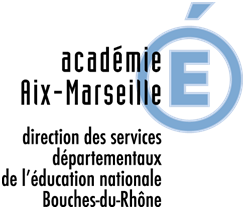 académie
Aix-Marseille
É
direction des services
départementaux
de l'éducation nationale
Bouches-du-Rhône